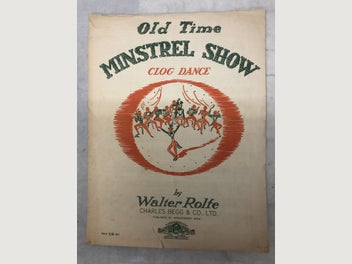 Old Time
MINSTREL SHOW
CLOG DANCE
by
Walter Rolfe
CHARLES BEGG & CO., LTD.